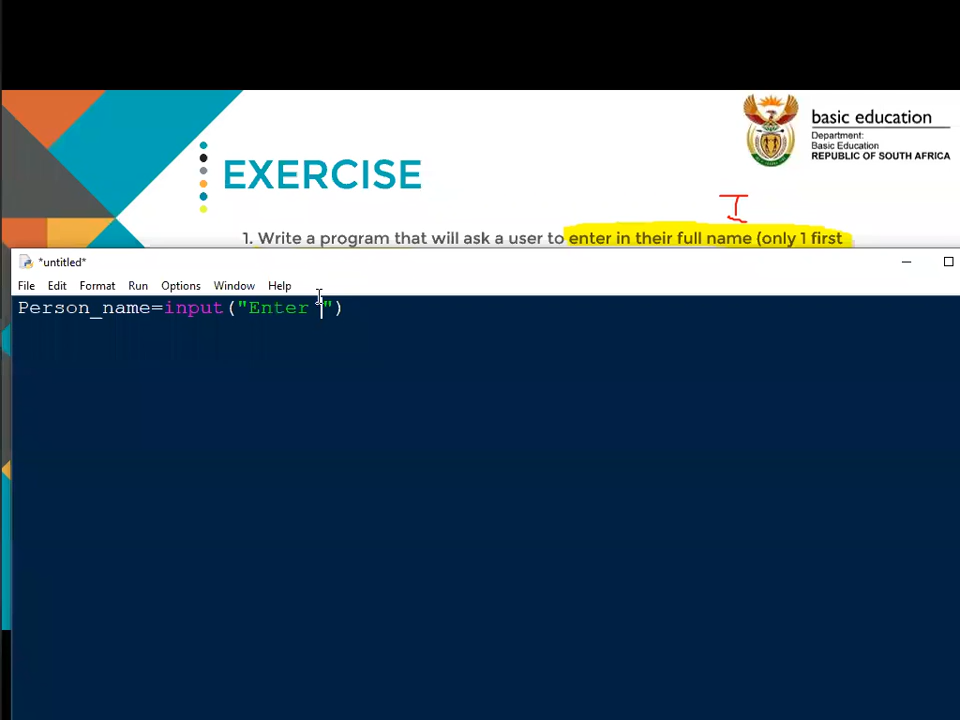 basic education
Department:
Basic Education
REPUBLIC OF SOUTH AFRICA
EXERCISE
I
1. Write a program that will ask a user to enter in their full name (only 1 first
*untitled*
File Edit Format Run Options Window Help
Person_name=input("Enter ")